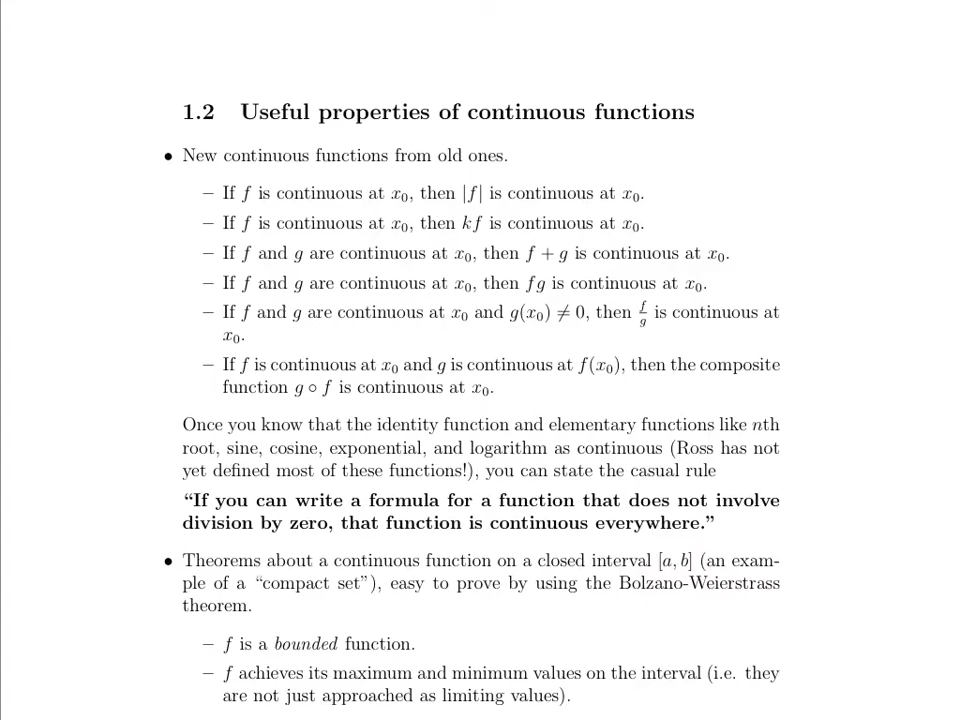 1.2 Useful properties of continuous functions
• New continuous functions from old ones.
– If f is continuous at x₀, then |f| is continuous at x₀.
– If f is continuous at x₀, then kf is continuous at x₀.
– If f and g are continuous at x₀, then f + g is continuous at x₀.
– If f and g are continuous at x₀, then fg is continuous at x₀.
– If f and g are continuous at x₀ and g(x₀) ≠ 0, then f/g is continuous at
x₀.
– If f is continuous at x₀ and g is continuous at f(x₀), then the composite
function g ∘ f is continuous at x₀.
Once you know that the identity function and elementary functions like nth
root, sine, cosine, exponential, and logarithm as continuous (Ross has not
yet defined most of these functions!), you can state the casual rule
“If you can write a formula for a function that does not involve
division by zero, that function is continuous everywhere.”
• Theorems about a continuous function on a closed interval [a, b] (an exam-
ple of a “compact set”), easy to prove by using the Bolzano-Weierstrass
theorem.
– f is a bounded function.
– f achieves its maximum and minimum values on the interval (i.e. they
are not just approached as limiting values).